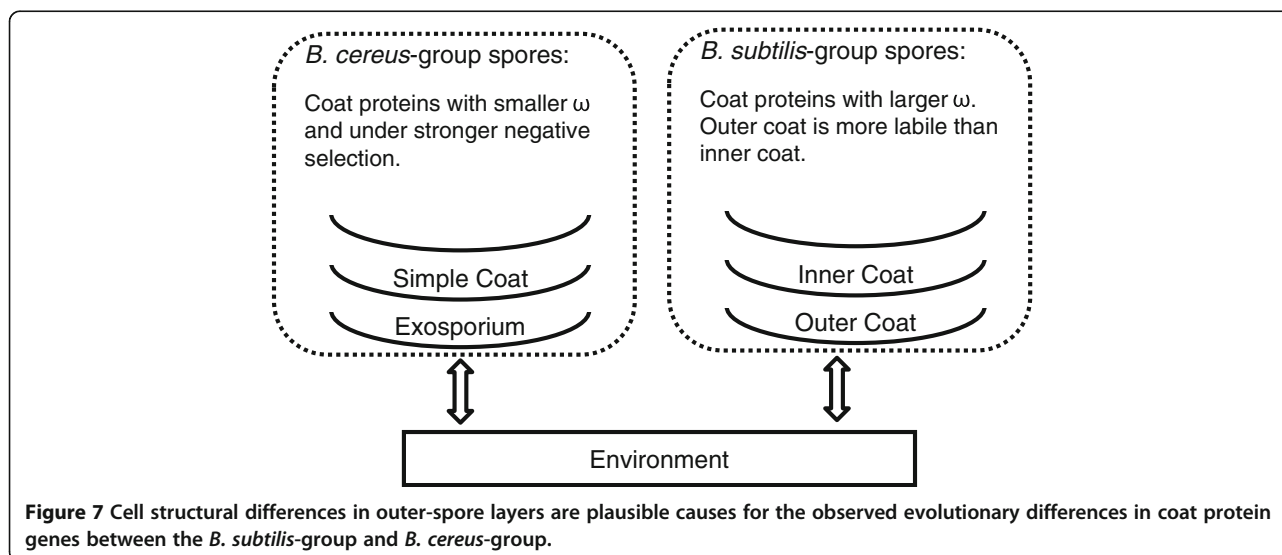 B. cereus-group spores:
Coat proteins with smaller ω
and under stronger negative
selection.
Simple Coat
Exosporium
B. subtilis-group spores:
Coat proteins with larger ω.
Outer coat is more labile than
inner coat.
Inner Coat
Outer Coat
Environment
Figure 7 Cell structural differences in outer-spore layers are plausible causes for the observed evolutionary differences in coat protein
genes between the B. subtilis-group and B. cereus-group.